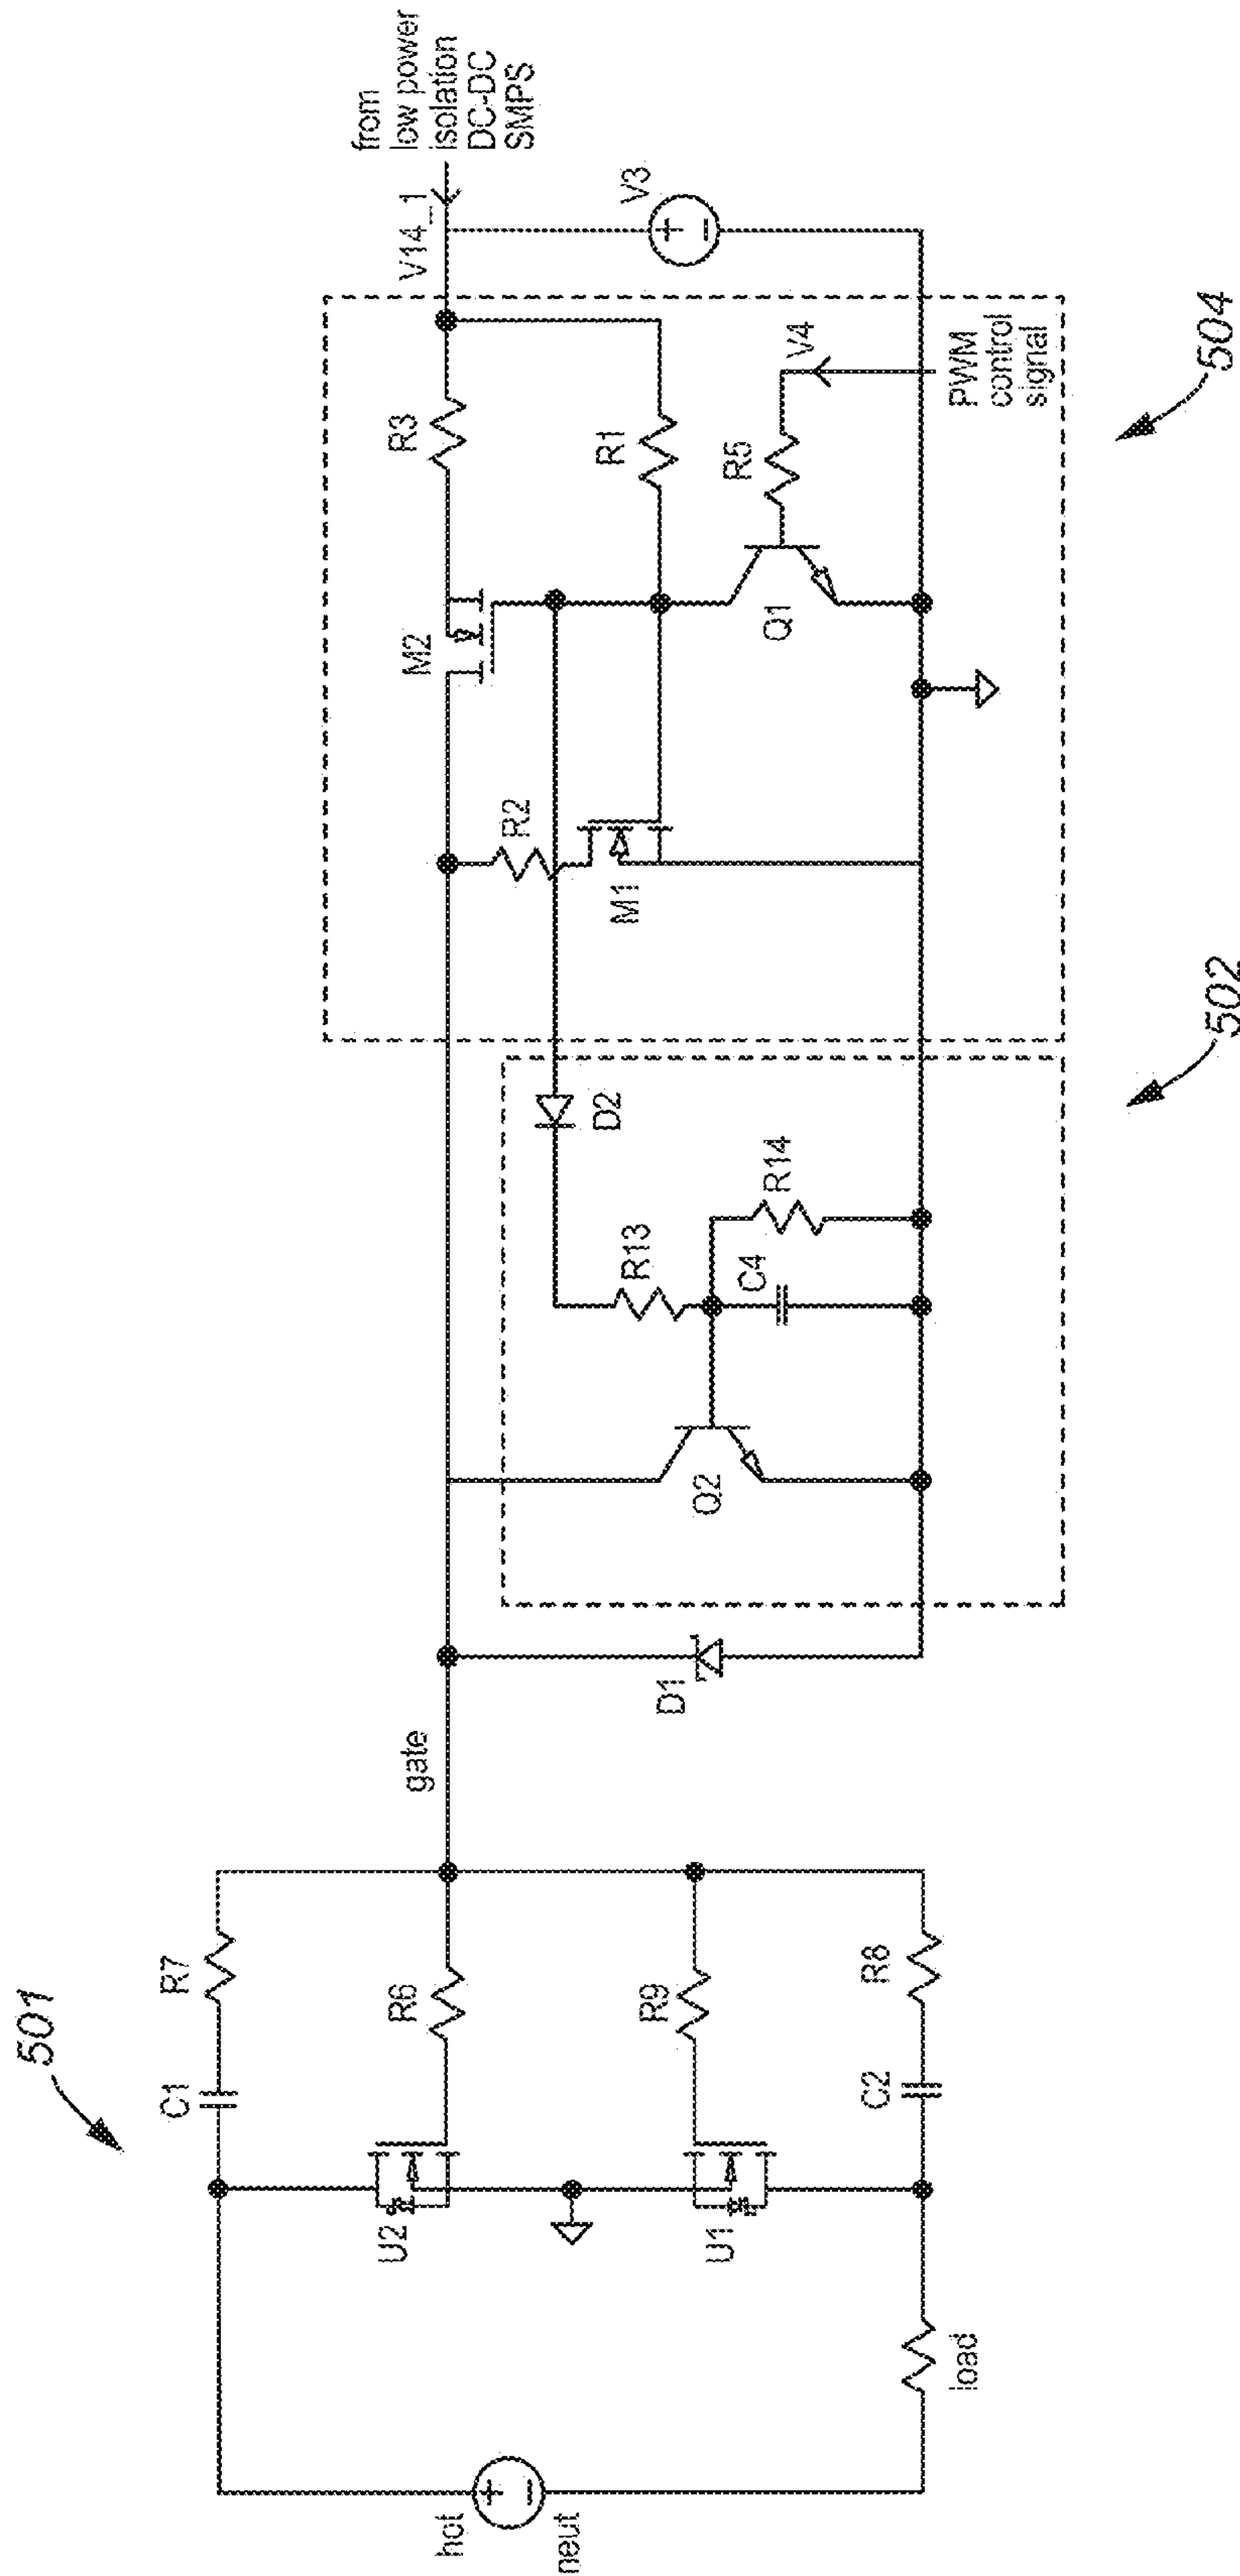 501
hot
neut
load
C1
R7
U2
R6
U1
R9
C2
R8
gate
D1
Q2
R13
C4
R14
D2
502
M1
R2
M2
R3
R1
Q1
R5
V4
PWM
control
signal
504
V14_1
V3
from
low power
isolation
DC-DC
SMPS